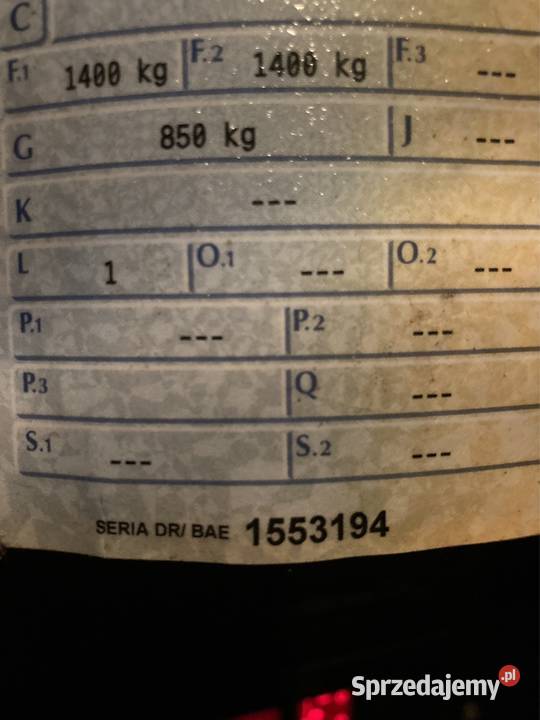 C
F.1 1400 kg F.2 1400 kg F.3 ---
G 850 kg J ---
K ---
L 1 O.1 --- O.2 ---
P.1 --- P.2 ---
P.3 Q ---
S.1 --- S.2 ---
SERIA DR/ BAE 1553194
Sprzedajemy.pl